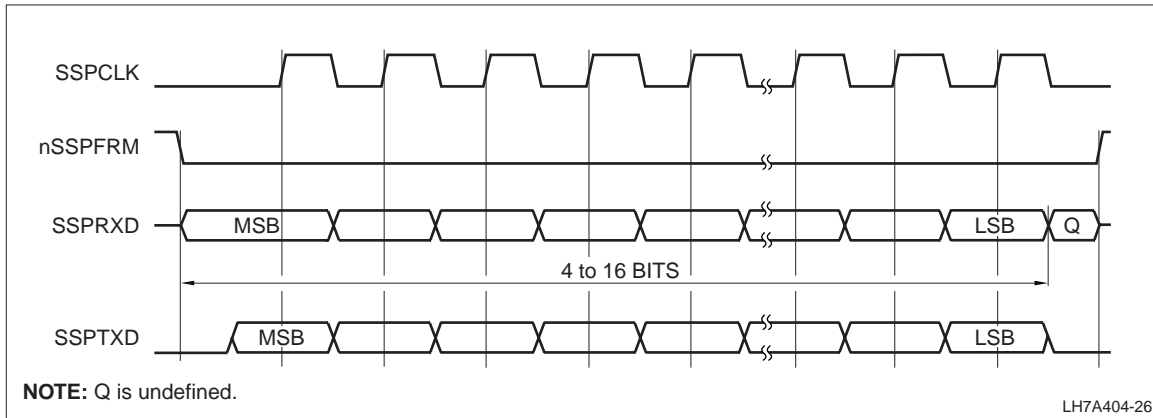 SSPCLK
nSSPFRM
SSPRXD
MSB
LSB
Q
4 to 16 BITS
SSPTXD
MSB
LSB
NOTE: Q is undefined.
LH7A404-26